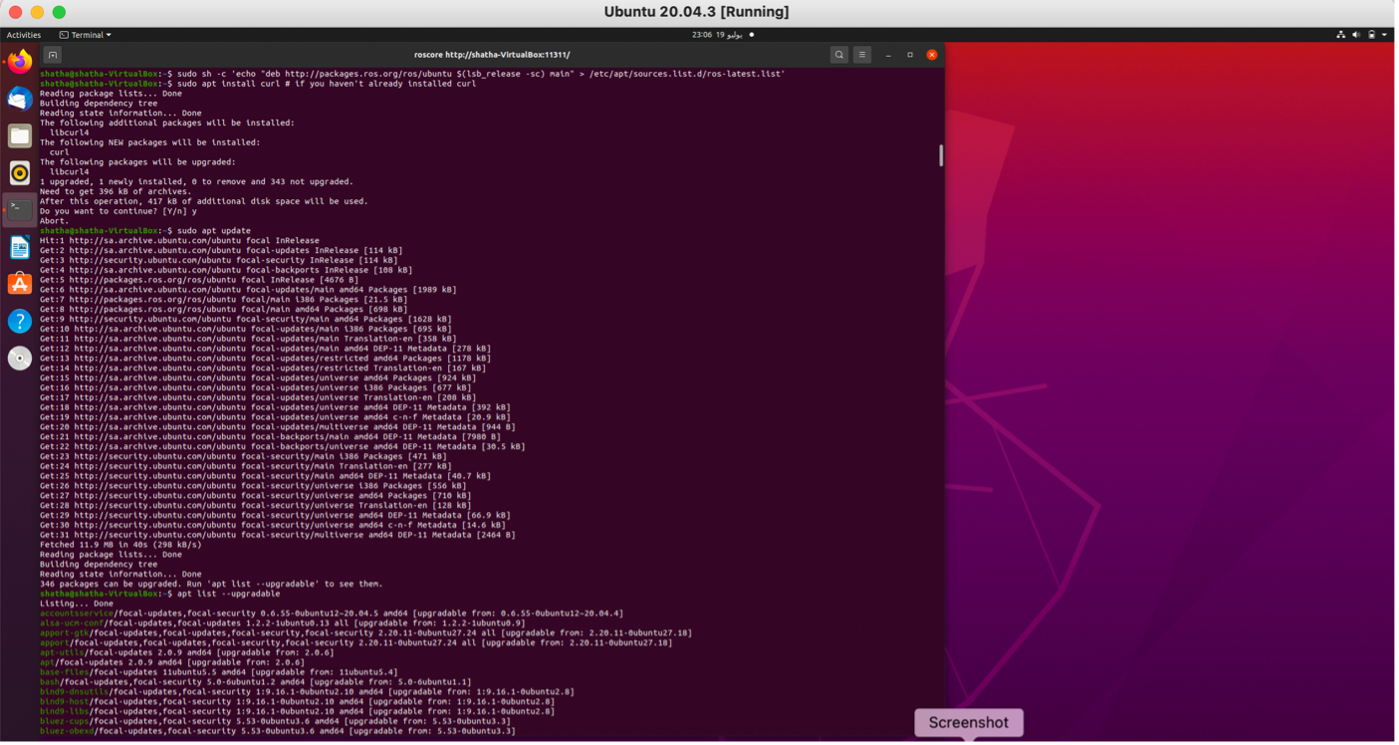 Ubuntu 20.04.3 [Running]
Activities
Terminal
23:06 19 يوليو
roscore http://shatha-VirtualBox:11311/
shatha@shatha-VirtualBox:~$ sudo sh -c 'echo "deb http://packages.ros.org/ros/ubuntu $(lsb_release -sc) main" > /etc/apt/sources.list.d/ros-latest.list'
shatha@shatha-VirtualBox:~$ sudo apt install curl # if you haven't already installed curl
Reading package lists... Done
Building dependency tree
Reading state information... Done
The following additional packages will be installed:
libcurl4
The following NEW packages will be installed:
curl
The following packages will be upgraded:
libcurl4
1 upgraded, 1 newly installed, 0 to remove and 343 not upgraded.
Need to get 396 kB of archives.
After this operation, 417 kB of additional disk space will be used.
Do you want to continue? [Y/n] y
Abort.
shatha@shatha-VirtualBox:~$ sudo apt update
Hit:1 http://sa.archive.ubuntu.com/ubuntu focal InRelease
Get:2 http://sa.archive.ubuntu.com/ubuntu focal-updates InRelease [114 kB]
Get:3 http://security.ubuntu.com/ubuntu focal-security InRelease [114 kB]
Get:4 http://sa.archive.ubuntu.com/ubuntu focal-backports InRelease [108 kB]
Get:5 http://packages.ros.org/ros/ubuntu focal InRelease [4676 B]
Get:6 http://sa.archive.ubuntu.com/ubuntu focal-updates/main amd64 Packages [1989 kB]
Get:7 http://packages.ros.org/ros/ubuntu focal/main i386 Packages [21.5 kB]
Get:8 http://packages.ros.org/ros/ubuntu focal/main amd64 Packages [698 kB]
Get:9 http://security.ubuntu.com/ubuntu focal-security/main amd64 Packages [1628 kB]
Get:10 http://sa.archive.ubuntu.com/ubuntu focal-updates/main i386 Packages [695 kB]
Get:11 http://sa.archive.ubuntu.com/ubuntu focal-updates/main Translation-en [358 kB]
Get:12 http://sa.archive.ubuntu.com/ubuntu focal-updates/main amd64 DEP-11 Metadata [278 kB]
Get:13 http://sa.archive.ubuntu.com/ubuntu focal-updates/restricted amd64 Packages [1178 kB]
Get:14 http://sa.archive.ubuntu.com/ubuntu focal-updates/restricted Translation-en [167 kB]
Get:15 http://sa.archive.ubuntu.com/ubuntu focal-updates/universe amd64 Packages [924 kB]
Get:16 http://sa.archive.ubuntu.com/ubuntu focal-updates/universe i386 Packages [677 kB]
Get:17 http://sa.archive.ubuntu.com/ubuntu focal-updates/universe Translation-en [208 kB]
Get:18 http://sa.archive.ubuntu.com/ubuntu focal-updates/universe amd64 DEP-11 Metadata [392 kB]
Get:19 http://sa.archive.ubuntu.com/ubuntu focal-updates/universe amd64 c-n-f Metadata [20.9 kB]
Get:20 http://sa.archive.ubuntu.com/ubuntu focal-updates/multiverse amd64 DEP-11 Metadata [944 B]
Get:21 http://sa.archive.ubuntu.com/ubuntu focal-backports/main amd64 DEP-11 Metadata [7980 B]
Get:22 http://sa.archive.ubuntu.com/ubuntu focal-backports/universe amd64 DEP-11 Metadata [30.5 kB]
Get:23 http://security.ubuntu.com/ubuntu focal-security/main i386 Packages [471 kB]
Get:24 http://security.ubuntu.com/ubuntu focal-security/main Translation-en [277 kB]
Get:25 http://security.ubuntu.com/ubuntu focal-security/main amd64 DEP-11 Metadata [40.7 kB]
Get:26 http://security.ubuntu.com/ubuntu focal-security/universe i386 Packages [556 kB]
Get:27 http://security.ubuntu.com/ubuntu focal-security/universe amd64 Packages [710 kB]
Get:28 http://security.ubuntu.com/ubuntu focal-security/universe Translation-en [128 kB]
Get:29 http://security.ubuntu.com/ubuntu focal-security/universe amd64 DEP-11 Metadata [66.9 kB]
Get:30 http://security.ubuntu.com/ubuntu focal-security/universe amd64 c-n-f Metadata [14.6 kB]
Get:31 http://security.ubuntu.com/ubuntu focal-security/multiverse amd64 DEP-11 Metadata [2464 B]
Fetched 11.9 MB in 40s (298 kB/s)
Reading package lists... Done
Building dependency tree
Reading state information... Done
346 packages can be upgraded. Run 'apt list --upgradable' to see them.
shatha@shatha-VirtualBox:~$ apt list --upgradable
Listing... Done
accountsservice/focal-updates,focal-security 0.6.55-0ubuntu12~20.04.5 amd64 [upgradable from: 0.6.55-0ubuntu12~20.04.4]
alsa-ucm-conf/focal-updates,focal-updates 1.2.2-1ubuntu0.13 all [upgradable from: 1.2.2-1ubuntu0.9]
apport-gtk/focal-updates,focal-updates,focal-security,focal-security 2.20.11-0ubuntu27.24 all [upgradable from: 2.20.11-0ubuntu27.18]
apport/focal-updates,focal-updates,focal-security,focal-security 2.20.11-0ubuntu27.24 all [upgradable from: 2.20.11-0ubuntu27.18]
apt-utils/focal-updates 2.0.9 amd64 [upgradable from: 2.0.6]
apt/focal-updates 2.0.9 amd64 [upgradable from: 2.0.6]
base-files/focal-updates 11ubuntu5.5 amd64 [upgradable from: 11ubuntu5.4]
bash/focal-updates,focal-security 5.0-6ubuntu1.2 amd64 [upgradable from: 5.0-6ubuntu1.1]
bind9-dnsutils/focal-updates,focal-security 1:9.16.1-0ubuntu2.10 amd64 [upgradable from: 1:9.16.1-0ubuntu2.8]
bind9-host/focal-updates,focal-security 1:9.16.1-0ubuntu2.10 amd64 [upgradable from: 1:9.16.1-0ubuntu2.8]
bind9-libs/focal-updates,focal-security 1:9.16.1-0ubuntu2.10 amd64 [upgradable from: 1:9.16.1-0ubuntu2.8]
bluez-cups/focal-updates,focal-security 5.53-0ubuntu3.6 amd64 [upgradable from: 5.53-0ubuntu3.3]
bluez-obexd/focal-updates,focal-security 5.53-0ubuntu3.6 amd64 [upgradable from: 5.53-0ubuntu3.3]
Screenshot